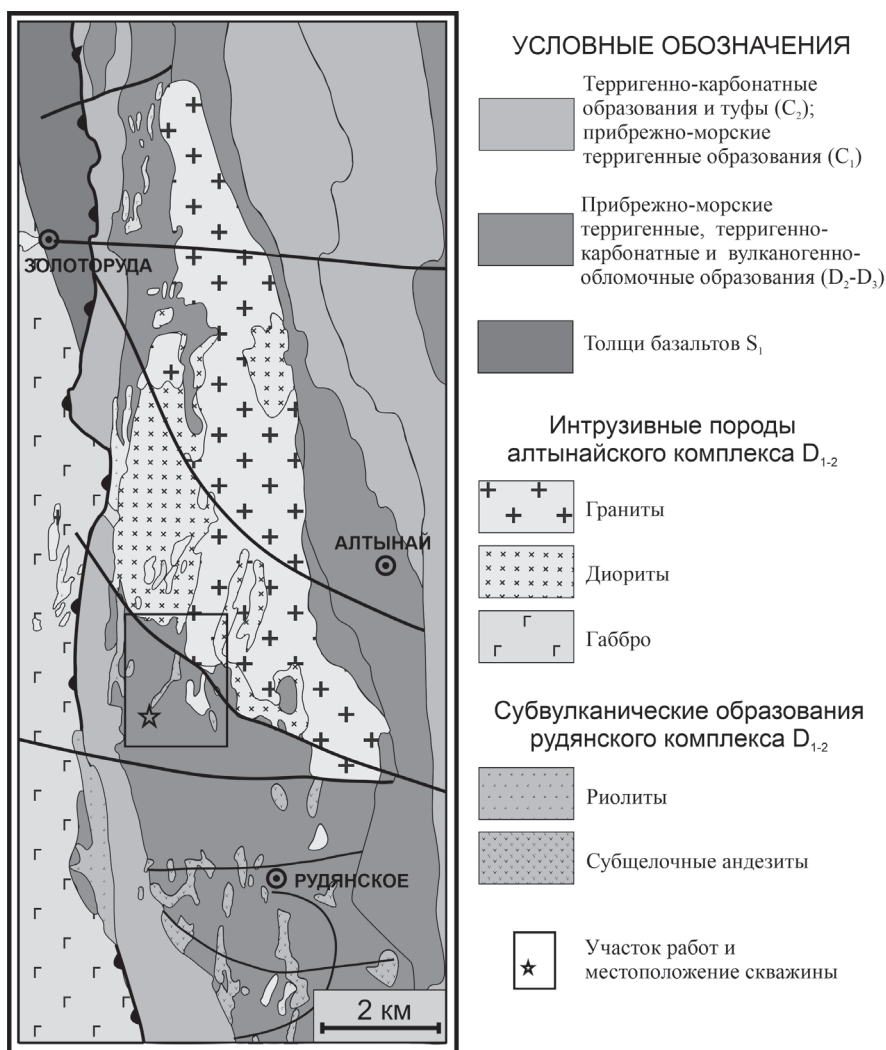 ЗОЛОТОРУДА
АЛТЫНАЙ
РУДЯНСКОЕ
2 км
УСЛОВНЫЕ ОБОЗНАЧЕНИЯ
Терригенно-карбонатные
образования и туфы (C₂);
прибрежно-морские
терригенные образования (C₁)
Прибрежно-морские
терригенные, терригенно-
карбонатные и вулканогенно-
обломочные образования (D₂-D₃)
Толщи базальтов S₁
Интрузивные породы
алтынайского комплекса D₁₋₂
Граниты
Диориты
Г
Г Г
Габбро
Субвулканические образования
рудянского комплекса D₁₋₂
Риолиты
Субщелочные андезиты
Участок работ и
местоположение скважины